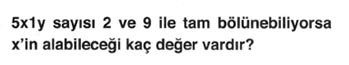 5x1y sayısı 2 ve 9 ile tam bölünebiliyorsa
x'in alabileceği kaç değer vardır?